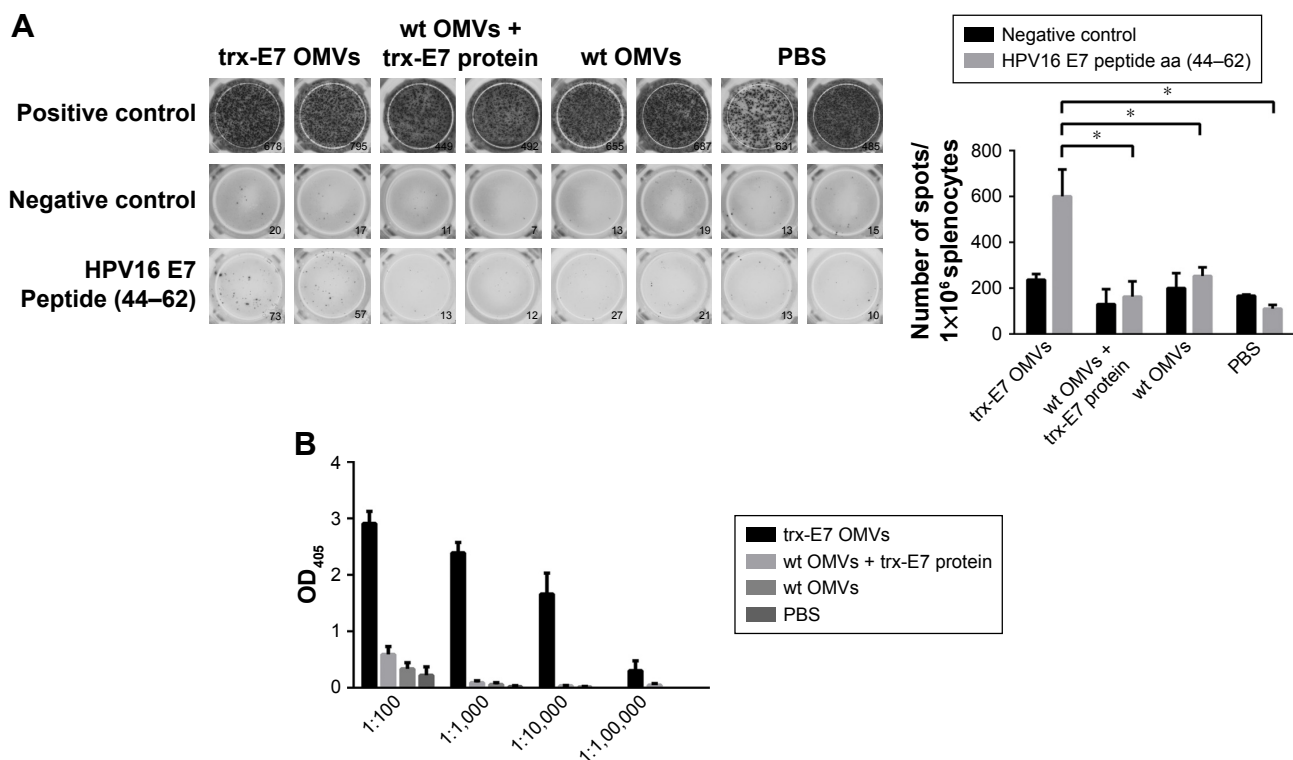 A
trx-E7 OMVs
wt OMVs +
trx-E7 protein
wt OMVs
PBS
Positive control
678
795
449
492
655
687
631
485
Negative control
20
17
11
7
13
19
13
15
HPV16 E7
Peptide (44–62)
73
57
13
12
27
21
13
10
Negative control
HPV16 E7 peptide aa (44–62)
*
*
*
Number of spots/
1×10⁶ splenocytes
800
600
400
200
0
trx-E7 OMVs
wt OMVs +
trx-E7 protein
wt OMVs
PBS
B
OD₄₀₅
4
3
2
1
0
1:100
1:1,000
1:10,000
1:1,00,000
trx-E7 OMVs
wt OMVs + trx-E7 protein
wt OMVs
PBS